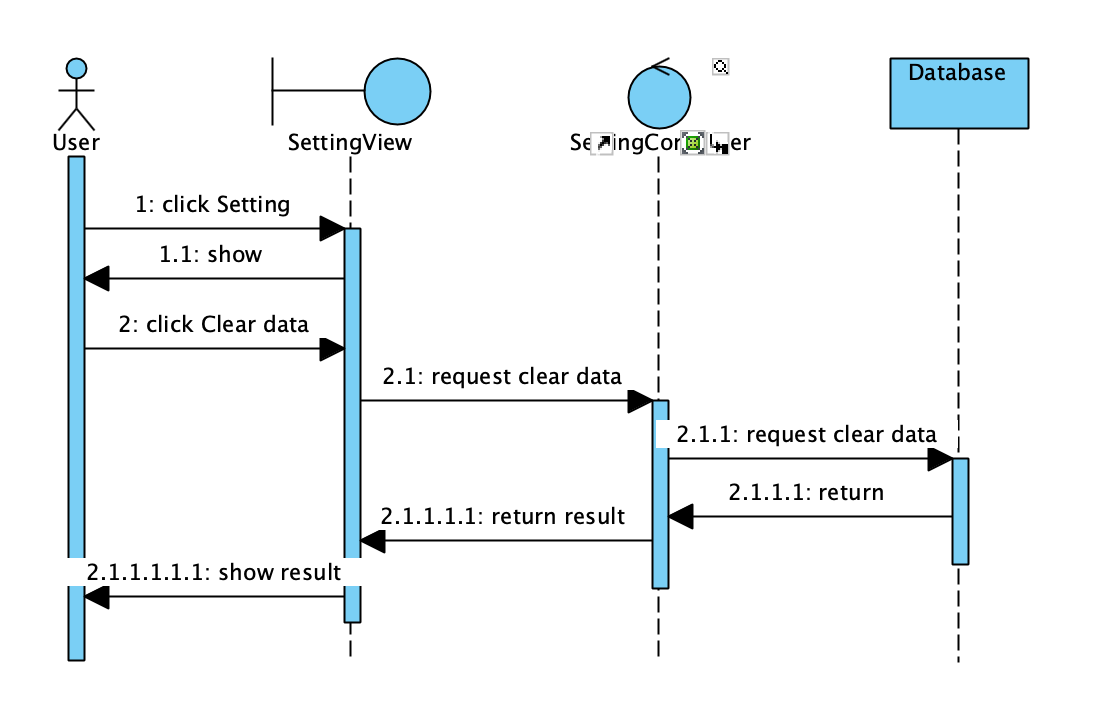 Database
User
SettingView
1: click Setting
1.1: show
2: click Clear data
2.1: request clear data
2.1.1: request clear data
2.1.1.1: return
2.1.1.1.1: return result
2.1.1.1.1.1: show result